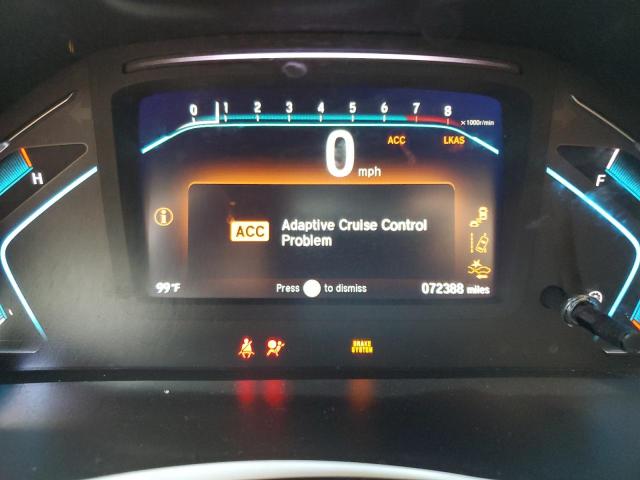 0 1 2 3 4 5 6 7 8
x1000r/min
0 mph
ACC LKAS
H
F
ACC Adaptive Cruise Control
Problem
99°F Press to dismiss 072388 miles
BRAKE
SYSTEM